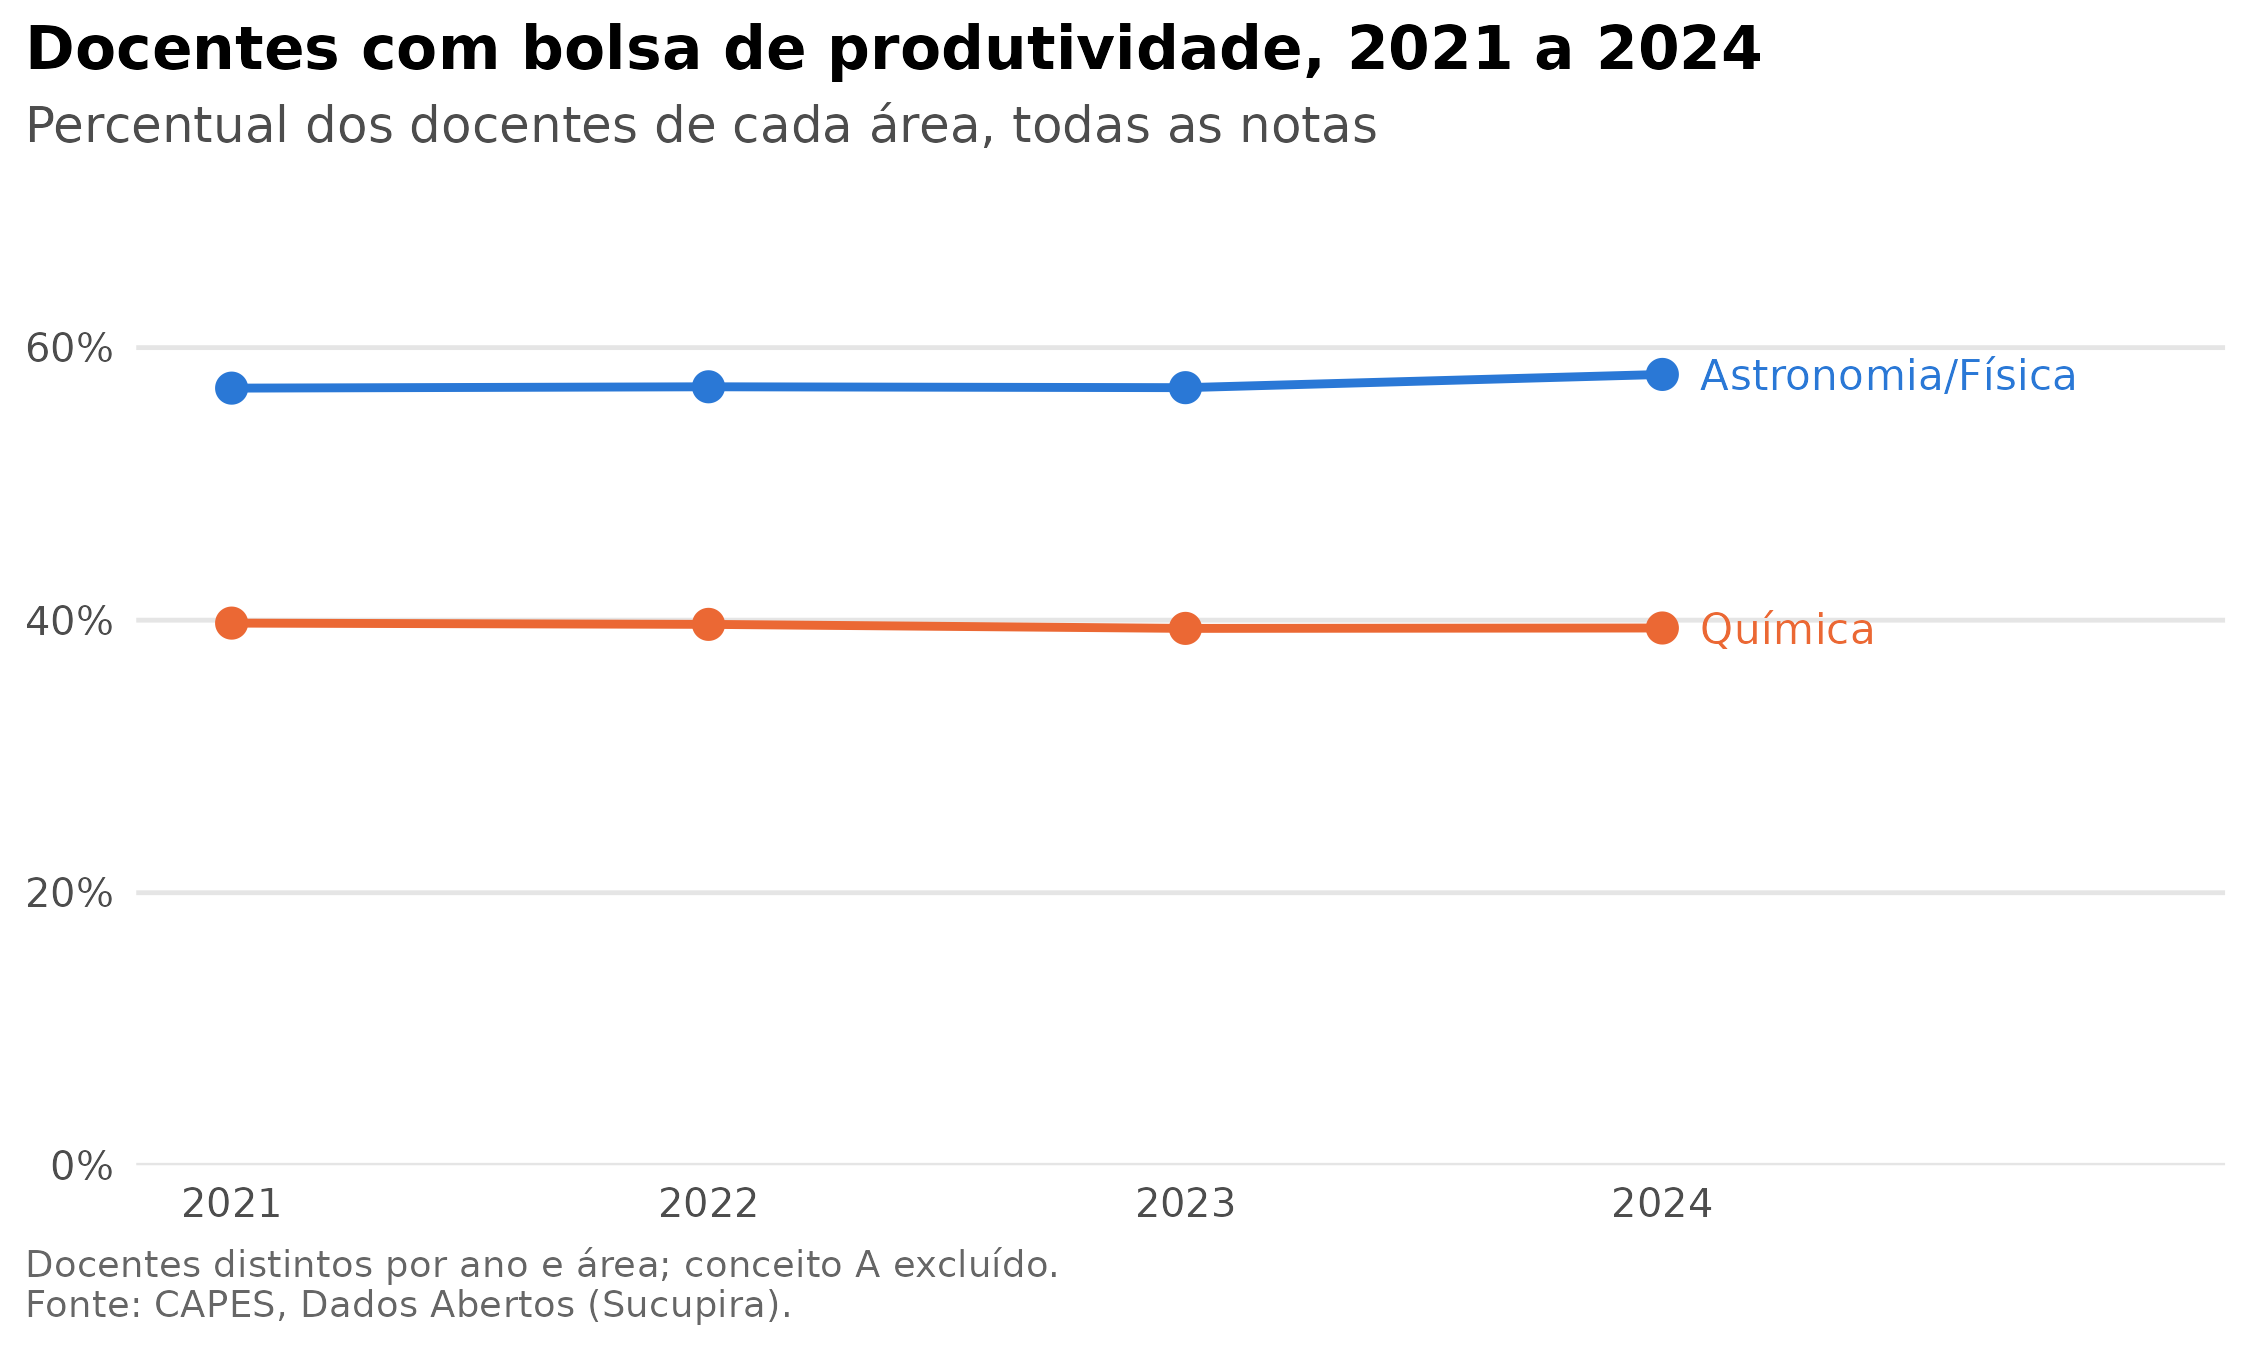 Docentes com bolsa de produtividade, 2021 a 2024
Percentual dos docentes de cada área, todas as notas
60%
Astronomia/Física
40%
Química
20%
0%
2021 2022 2023 2024
Docentes distintos por ano e área; conceito A excluído.
Fonte: CAPES, Dados Abertos (Sucupira).